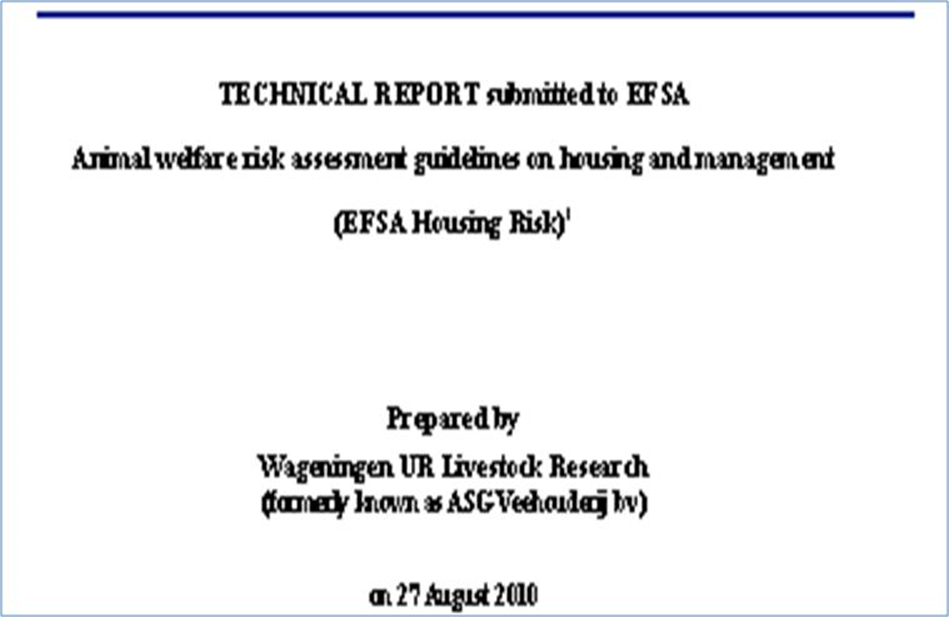 TECHNICAL REPORT submitted to EFSA
Animal welfare risk assessment guidelines on housing and management
(EFSA Housing Risk)¹
Prepared by
Wageningen UR Livestock Research
(formerly known as ASG Veehouderij bv)
on 27 August 2010